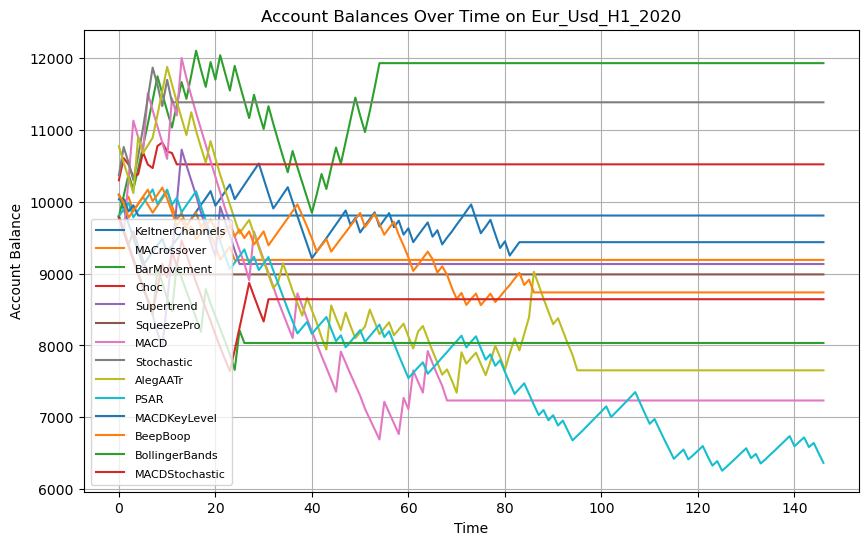 Account Balances Over Time on Eur_Usd_H1_2020
12000
11000
10000
9000
8000
7000
6000
Account Balance
KeltnerChannels
MACrossover
BarMovement
Choc
Supertrend
SqueezePro
MACD
Stochastic
AlegAATr
PSAR
MACDKeyLevel
BeepBoop
BollingerBands
MACDStochastic
0 20 40 60 80 100 120 140
Time